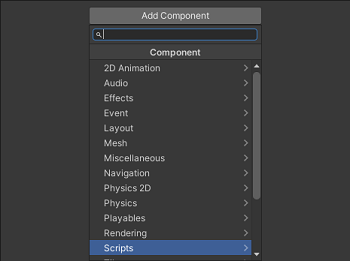 Add Component
Component
2D Animation
Audio
Effects
Event
Layout
Mesh
Miscellaneous
Navigation
Physics 2D
Physics
Playables
Rendering
Scripts